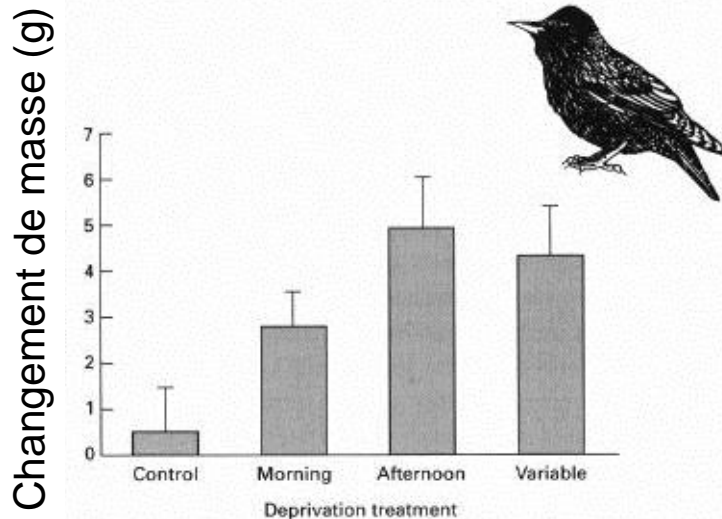 Changement de masse (g)
7
6
5
4
3
2
1
0
Control Morning Afternoon Variable
Deprivation treatment